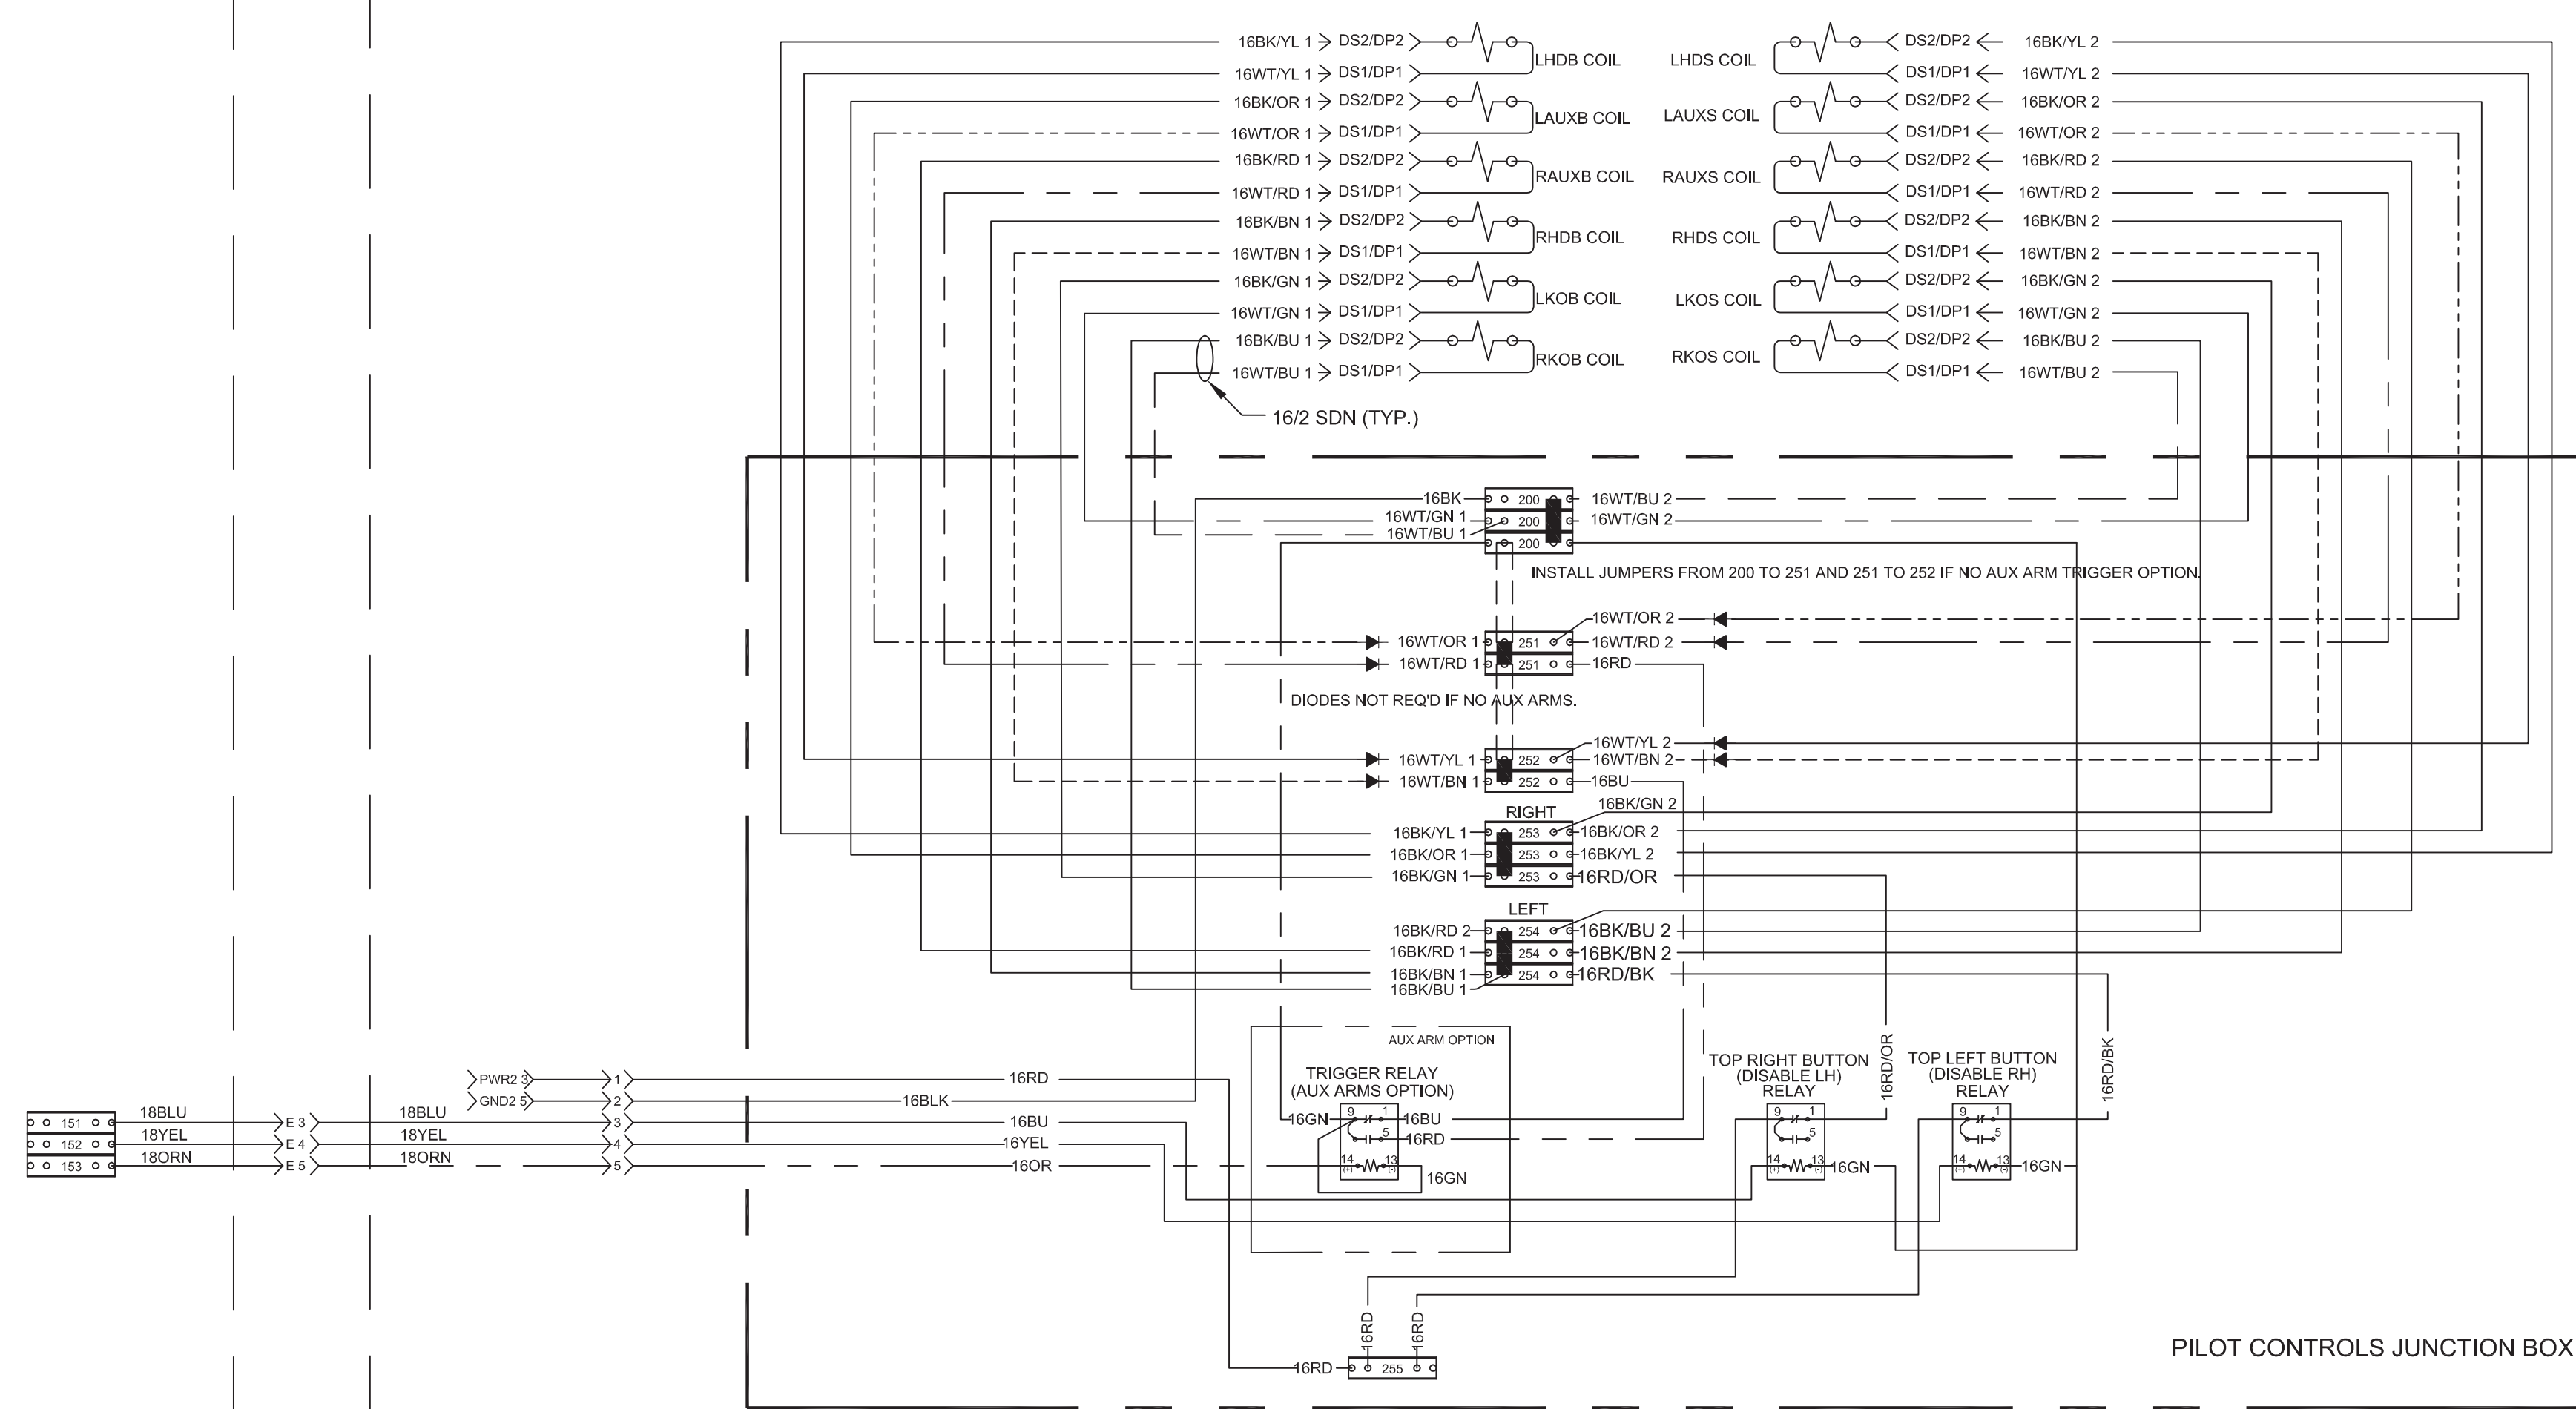 16BK/YL 1 DS2/DP2 LHDB COIL LHDS COIL DS2/DP2 16BK/YL 2
16WT/YL 1 DS1/DP1 DS1/DP1 16WT/YL 2
16BK/OR 1 DS2/DP2 LAUXB COIL LAUXS COIL DS2/DP2 16BK/OR 2
16WT/OR 1 DS1/DP1 DS1/DP1 16WT/OR 2
16BK/RD 1 DS2/DP2 RAUXB COIL RAUXS COIL DS2/DP2 16BK/RD 2
16WT/RD 1 DS1/DP1 DS1/DP1 16WT/RD 2
16BK/BN 1 DS2/DP2 RHDB COIL RHDS COIL DS2/DP2 16BK/BN 2
16WT/BN 1 DS1/DP1 DS1/DP1 16WT/BN 2
16BK/GN 1 DS2/DP2 LKOB COIL LKOS COIL DS2/DP2 16BK/GN 2
16WT/GN 1 DS1/DP1 DS1/DP1 16WT/GN 2
16BK/BU 1 DS2/DP2 RKOB COIL RKOS COIL DS2/DP2 16BK/BU 2
16WT/BU 1 DS1/DP1 DS1/DP1 16WT/BU 2
16/2 SDN (TYP.)
16BK 200 16WT/BU 2
16WT/GN 1 200 16WT/GN 2
16WT/BU 1
200
INSTALL JUMPERS FROM 200 TO 251 AND 251 TO 252 IF NO AUX ARM TRIGGER OPTION.
16WT/OR 2
16WT/OR 1 251 16WT/RD 2
16WT/RD 1 251 16RD
DIODES NOT REQ'D IF NO AUX ARMS.
16WT/YL 2
16WT/YL 1 252 16WT/BN 2
16WT/BN 1 252 16BU
16BK/GN 2
RIGHT
16BK/YL 1 253 16BK/OR 2
16BK/OR 1 253 16BK/YL 2
16BK/GN 1 253 16RD/OR
LEFT
16BK/RD 2 254 16BK/BU 2
16BK/RD 1 254 16BK/BN 2
16BK/BN 1 254 16RD/BK
16BK/BU 1
AUX ARM OPTION
16RD/OR
16RD/BK
TRIGGER RELAY
(AUX ARMS OPTION)
TOP RIGHT BUTTON
(DISABLE LH)
RELAY
TOP LEFT BUTTON
(DISABLE RH)
RELAY
PWR2 3 1 16RD
GND2 5 2 16BLK
151 18BLU E 3 18BLU 3 16BU
152 18YEL E 4 18YEL 4 16YEL
153 18ORN E 5 18ORN 5 16OR
16GN 9 1 16BU
5 16RD
14 13
(+) (-)
16GN
9 1
5
14 13
(+) (-)
16GN
9 1
5
14 13
(+) (-)
16GN
16RD
16RD
16RD 255
PILOT CONTROLS JUNCTION BOX